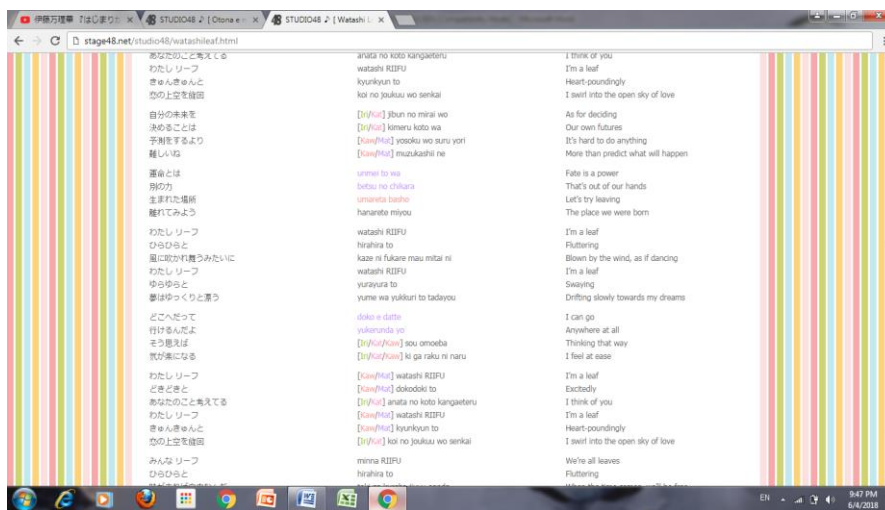 伊藤万理華 『はじまりか
STUDIO48 ♪ [ Otona e
STUDIO48 ♪ [ Watashi L
stage48.net/studio48/watashileaf.html
あなたのこと考えてる anata no koto kangaeteru I think of you
わたし リーフ watashi RIIFU I'm a leaf
きゅんきゅんと kyunkyun to Heart-poundingly
恋の上空を旋回 koi no joukuu wo senkai I swirl into the open sky of love
自分の未来を [Iri/Kat] jibun no mirai wo As for deciding
決めることは [Iri/Kat] kimeru koto wa Our own futures
予測をするより [Kaw/Mat] yosoku wo suru yori It's hard to do anything
難しいね [Kaw/Mat] muzukashii ne More than predict what will happen
運命とは unmei to wa Fate is a power
別の力 betsu no chikara That's out of our hands
生まれた場所 umareta basho Let's try leaving
離れてみよう hanarete miyou The place we were born
わたし リーフ watashi RIIFU I'm a leaf
ひらひらと hirahira to Fluttering
風に吹かれ舞うみたいに kaze ni fukare mau mitai ni Blown by the wind, as if dancing
わたし リーフ watashi RIIFU I'm a leaf
ゆらゆらと yurayura to Swaying
夢はゆっくりと漂う yume wa yukkuri to tadayou Drifting slowly towards my dreams
どこへだって doko e datte I can go
行けるんだよ yukerunda yo Anywhere at all
そう思えば [Iri/Kat/Kaw] sou omoeba Thinking that way
気が楽になる [Iri/Kat/Kaw] ki ga raku ni naru I feel at ease
わたし リーフ [Kaw/Mat] watashi RIIFU I'm a leaf
どきどきと [Kaw/Mat] dokodoki to Excitedly
あなたのこと考えてる [Iri/Kat] anata no koto kangaeteru I think of you
わたし リーフ [Kaw/Mat] watashi RIIFU I'm a leaf
きゅんきゅんと [Kaw/Mat] kyunkyun to Heart-poundingly
恋の上空を旋回 [Iri/Kat] koi no joukuu wo senkai I swirl into the open sky of love
みんな リーフ minna RIIFU We're all leaves
ひらひらと hirahira to Fluttering
EN 9:47 PM
6/4/2018